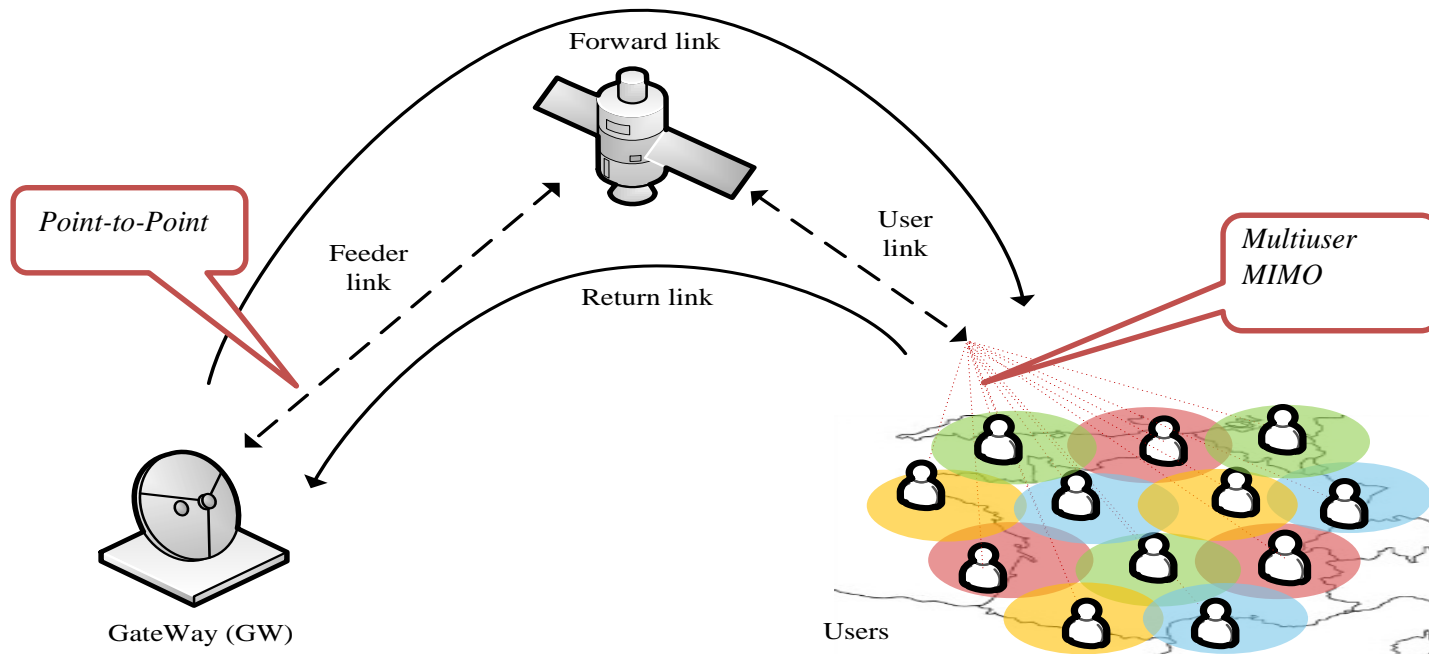 Forward link
Point-to-Point
User
link
Multiuser
MIMO
Feeder
link
Return link
GateWay (GW)
Users